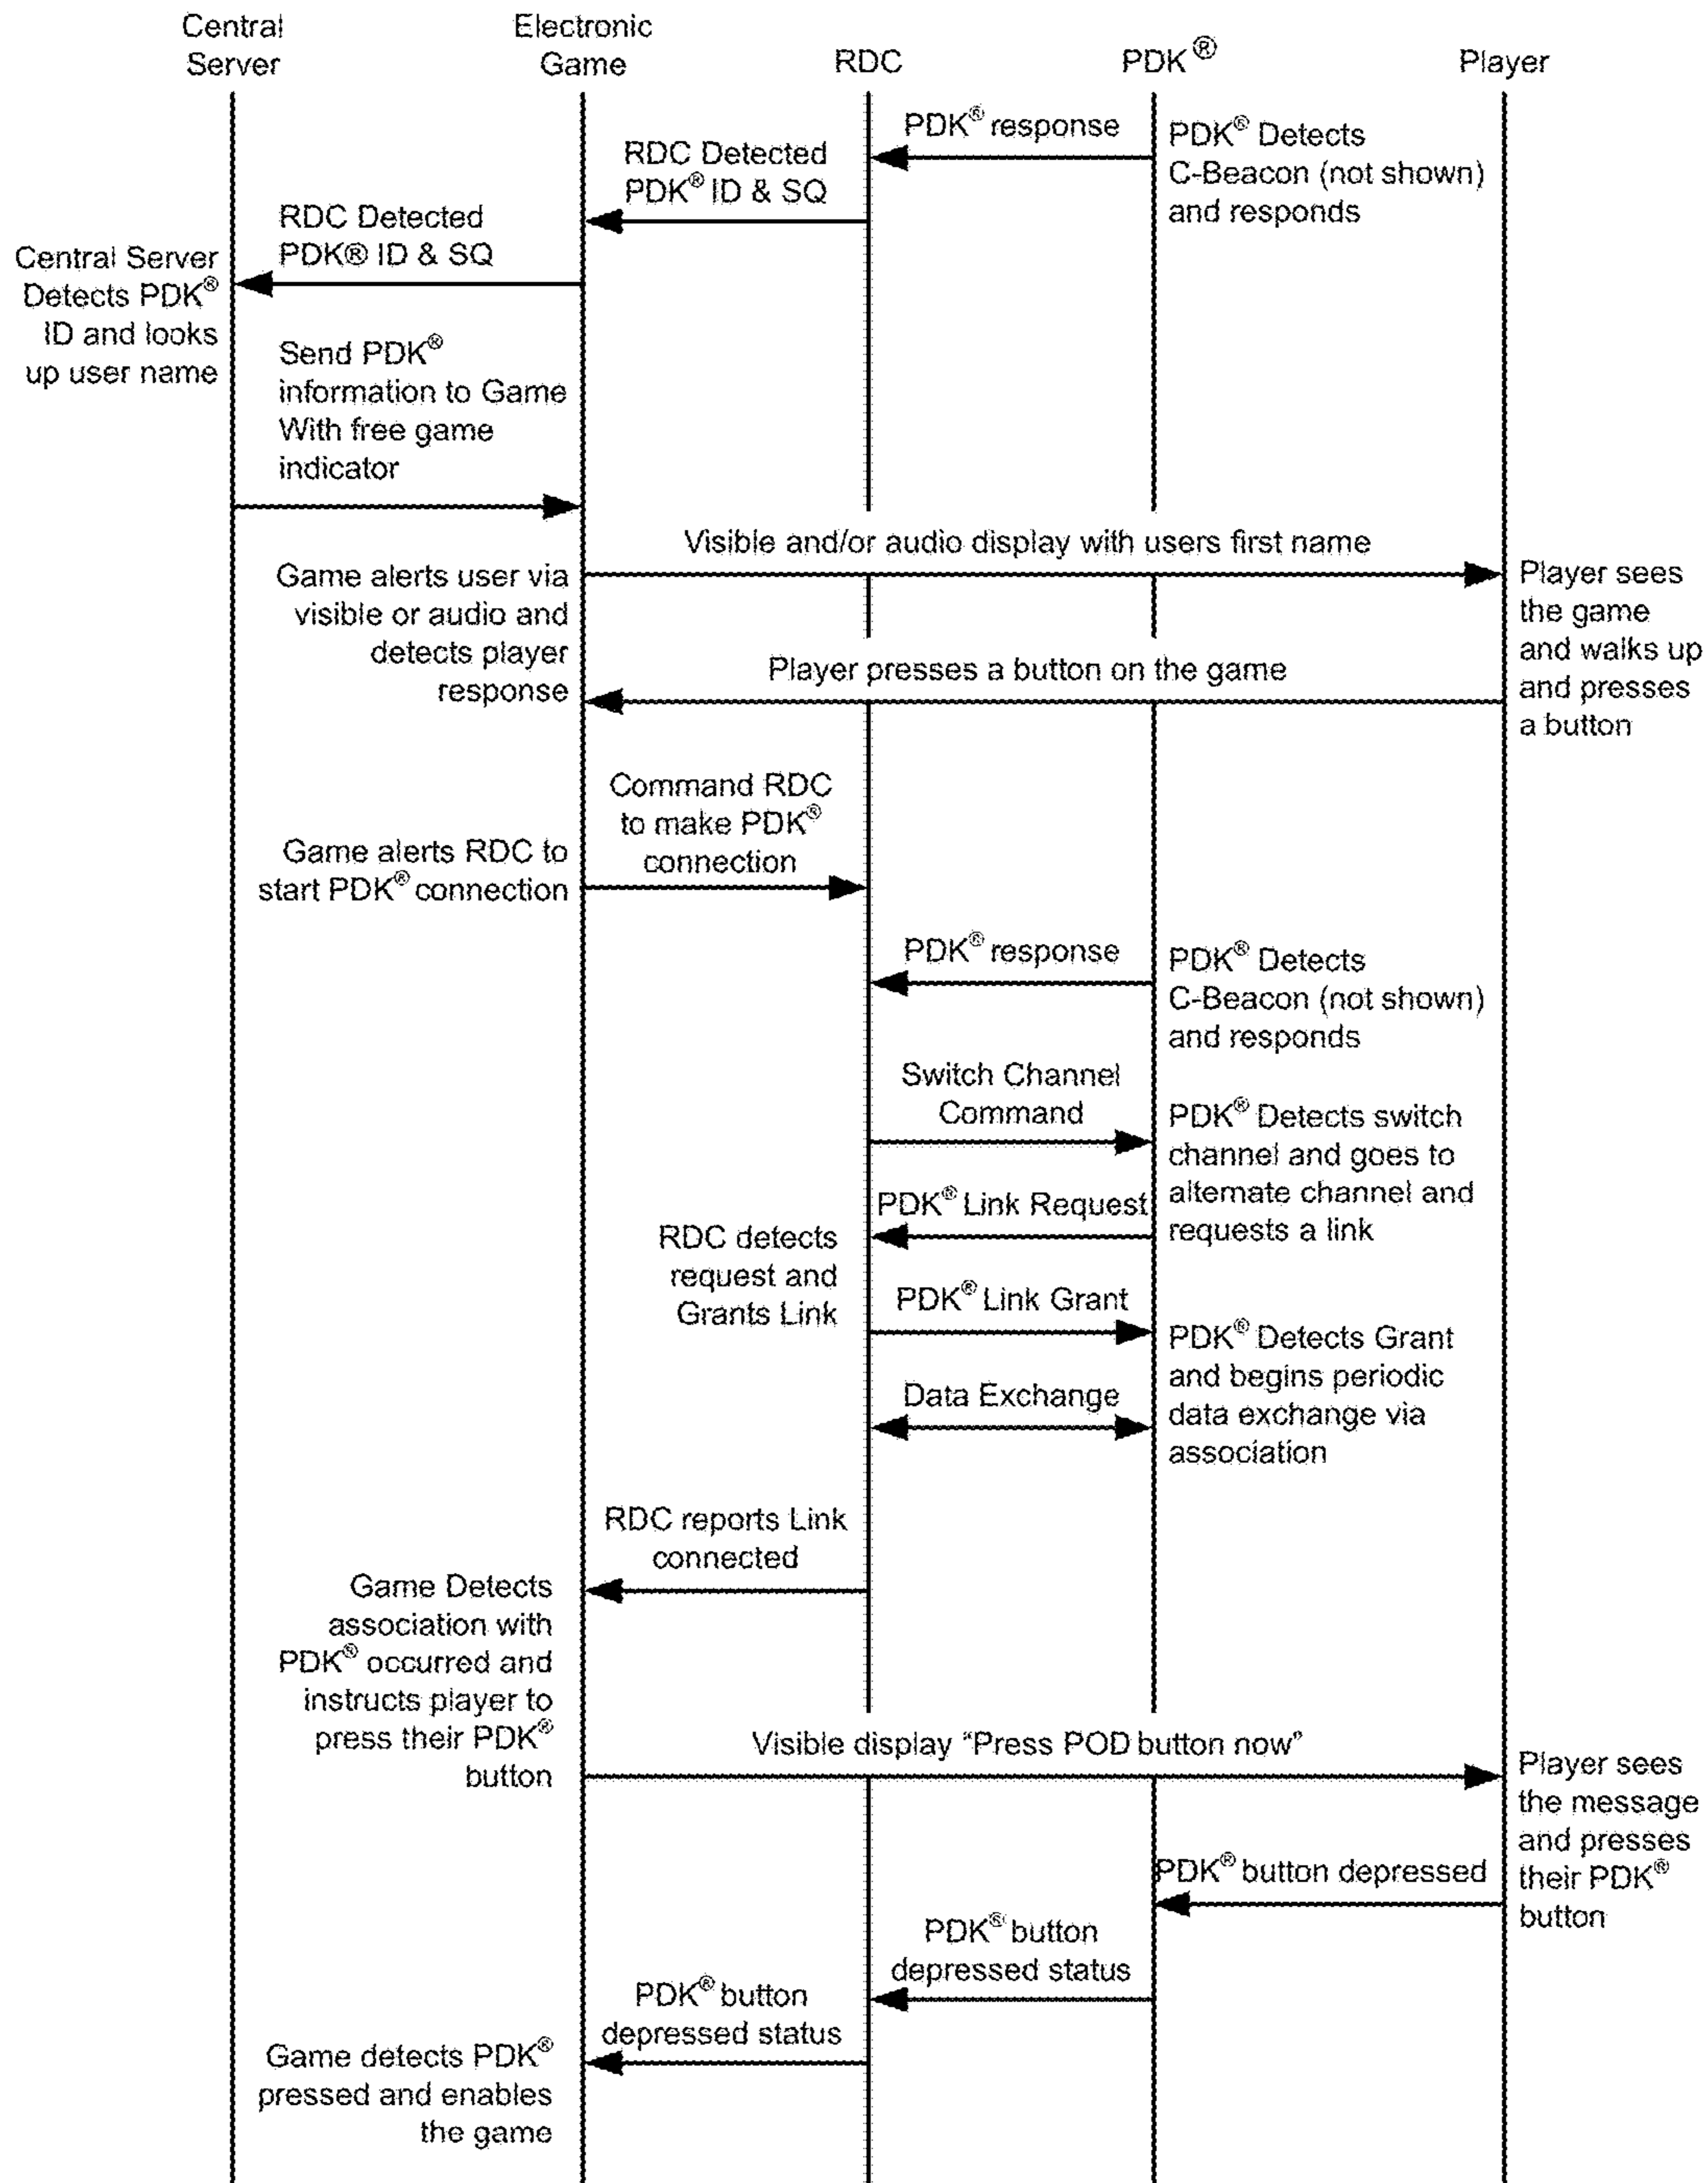 Central
Server
Electronic
Game
RDC
PDK®
Player
PDK® response
PDK® Detects
C-Beacon (not shown)
and responds
RDC Detected
PDK® ID & SQ
RDC Detected
PDK® ID & SQ
Central Server
Detects PDK®
ID and looks
up user name
Send PDK®
information to Game
With free game
indicator
Visible and/or audio display with users first name
Game alerts user via
visible or audio and
detects player
response
Player sees
the game
and walks up
and presses
a button
Player presses a button on the game
Command RDC
to make PDK®
connection
Game alerts RDC to
start PDK® connection
PDK® response
PDK® Detects
C-Beacon (not shown)
and responds
Switch Channel
Command
PDK® Detects switch
channel and goes to
alternate channel and
requests a link
PDK® Link Request
RDC detects
request and
Grants Link
PDK® Link Grant
PDK® Detects Grant
and begins periodic
data exchange via
association
Data Exchange
RDC reports Link
connected
Game Detects
association with
PDK® occurred and
instructs player to
press their PDK®
button
Visible display "Press POD button now"
Player sees
the message
and presses
their PDK®
button
PDK® button depressed
PDK® button
depressed status
PDK® button
depressed status
Game detects PDK®
pressed and enables
the game